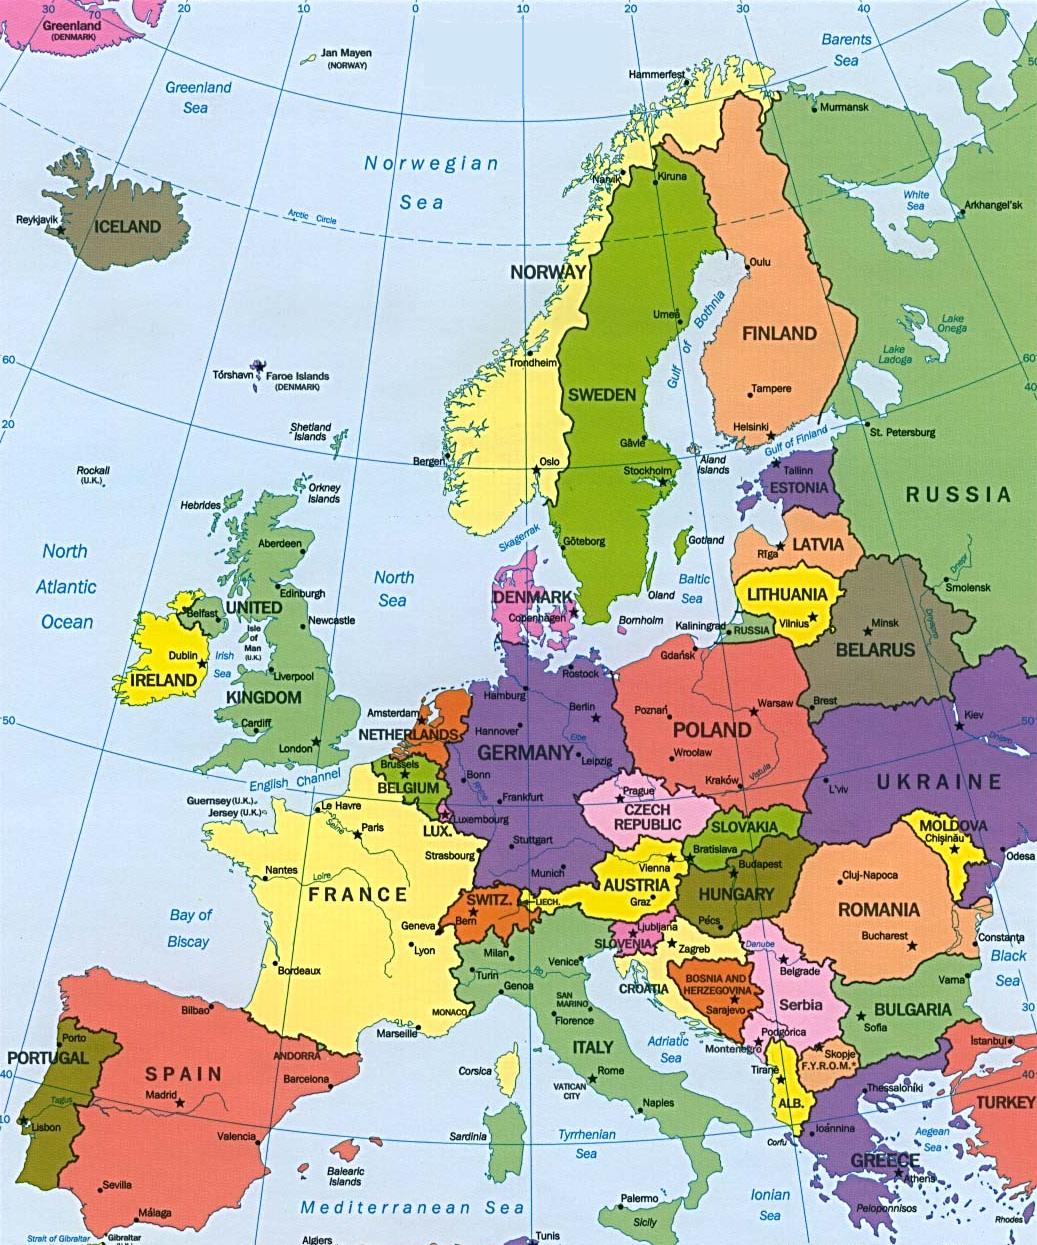 30
70
20
10
0
10
20
30
40
50
Greenland
(DENMARK)
Jan Mayen
(NORWAY)
Barents
Sea
Hammerfest
Greenland
Sea
Murmansk
Norwegian
Sea
Narvik
Kiruna
White
Sea
Arkhangel'sk
Reykjavik
ICELAND
Arctic Circle
NORWAY
Oulu
Gulf of Bothnia
Umeå
Lake
Onega
FINLAND
Lake
Ladoga
Trondheim
60
60
Tórshavn
Faroe Islands
(DENMARK)
40
SWEDEN
Tampere
20
Shetland
Islands
Helsinki
Gulf of Finland
St. Petersburg
Gävle
Bergen
Oslo
Stockholm
Åland
Islands
Tallinn
ESTONIA
Rockall
(U.K.)
Orkney
Islands
Hebrides
RUSSIA
Skagerrak
Göteborg
Gotland
Aberdeen
Rīga
LATVIA
North
Atlantic
Ocean
North
Sea
Baltic
Sea
Dnepr
Smolensk
Edinburgh
DENMARK
Oland
LITHUANIA
Belfast
UNITED
Newcastle
Copenhagen
Bornholm
Kaliningrad
RUSSIA
Vilnius
Minsk
Dnyapro
Isle
of
Man
(U.K.)
BELARUS
Dublin
Irish
Sea
Gdańsk
IRELAND
Liverpool
Rostock
KINGDOM
Hamburg
Brest
Amsterdam
Berlin
Poznań
Warsaw
Kiev
50
50
Cardiff
NETHERLANDS
Hannover
POLAND
Dnipro
London
GERMANY
Elbe
Leipzig
Wrocław
Brussels
Vistula
English Channel
Bonn
Kraków
L'viv
UKRAINE
BELGIUM
Rhine
Frankfurt
Prague
Guernsey (U.K.)
Jersey (U.K.)
Le Havre
CZECH
REPUBLIC
Luxembourg
LUX.
Seine
Paris
SLOVAKIA
MOLDOVA
Chișinău
Stuttgart
Strasbourg
Bratislava
Odesa
Vienna
Budapest
Nantes
Loire
Munich
AUSTRIA
Cluj-Napoca
FRANCE
SWITZ.
LIECH.
Graz
HUNGARY
Bay of
Biscay
Bern
Pécs
ROMANIA
Geneva
Ljubljana
Lyon
SLOVENIA
Zagreb
Danube
Bucharest
Constanta
Milan
Venice
Black
Sea
Bordeaux
Turin
Po
Belgrade
Varna
Genoa
CROATIA
BOSNIA AND
HERZEGOVINA
SAN
MARINO
Serbia
Bilbao
MONACO
Sarajevo
BULGARIA
30
Florence
Sofia
Marseille
Porto
Podgorica
İstanbul
ITALY
Adriatic
Sea
Montenegro
Skopje
PORTUGAL
ANDORRA
F.Y.R.O.M.*
Corsica
Rome
Tiranë
SPAIN
Barcelona
40
40
VATICAN
CITY
Thessaloníki
Madrid
Tagus
Naples
ALB.
TURKEY
10
Lisbon
Ioánnina
Valencia
Sardinia
Tyrrhenian
Sea
Corfu
Aegean
Sea
GREECE
Balearic
Islands
Athens
Sevilla
Palermo
Ionian
Sea
Mediterranean Sea
Peloponnisos
Málaga
Sicily
Rhodes
Strait of Gibraltar
Gibraltar
Algiers
Tunis